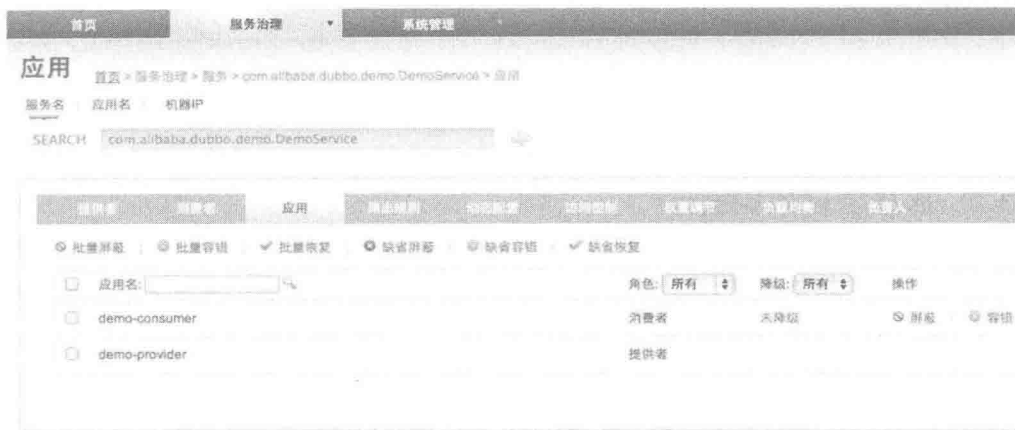 首页 服务治理 系统管理
应用 首页 > 服务治理 > 服务 > com.alibaba.dubbo.demo.DemoService > 应用
服务名 应用名 机器IP
SEARCH com.alibaba.dubbo.demo.DemoService
提供者 消费者 应用 路由规则 动态配置 访问控制 权重调节 负载均衡 负责人
批量屏蔽 批量容错 批量恢复 缺省屏蔽 缺省容错 缺省恢复
应用名: 角色: 所有 降级: 所有 操作
demo-consumer 消费者 未降级 屏蔽 容错
demo-provider 提供者